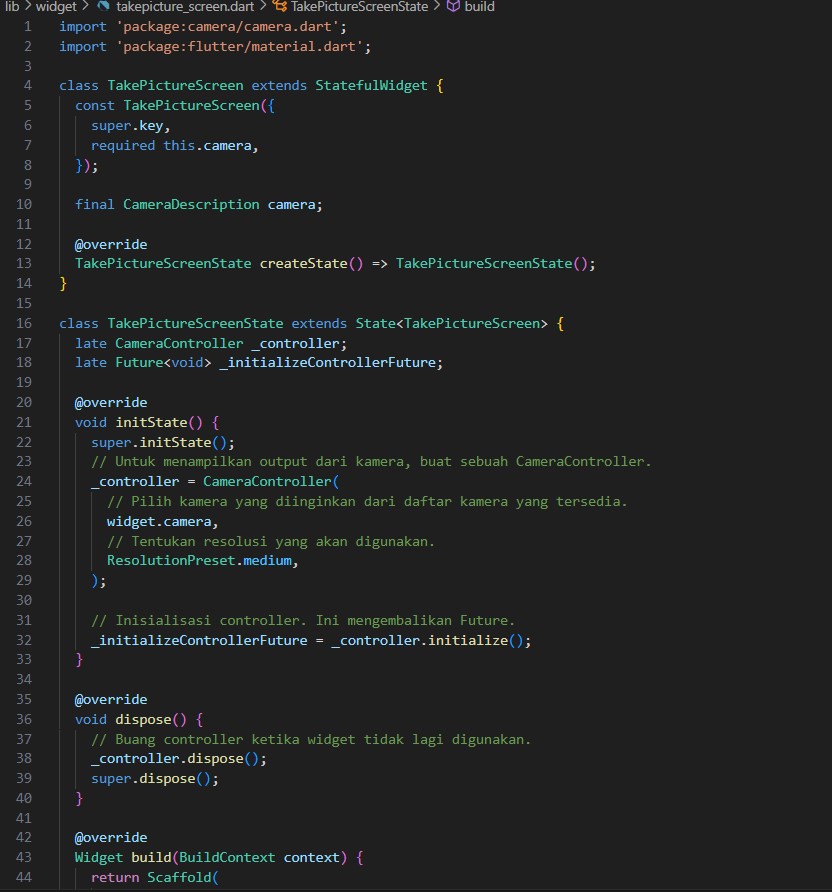 lib > widget > takepicture_screen.dart > TakePictureScreenState > build
1 import 'package:camera/camera.dart';
2 import 'package:flutter/material.dart';
3
4 class TakePictureScreen extends StatefulWidget {
5   const TakePictureScreen({
6     super.key,
7     required this.camera,
8   });
9
10   final CameraDescription camera;
11
12   @override
13   TakePictureScreenState createState() => TakePictureScreenState();
14 }
15
16 class TakePictureScreenState extends State<TakePictureScreen> {
17   late CameraController _controller;
18   late Future<void> _initializeControllerFuture;
19
20   @override
21   void initState() {
22     super.initState();
23     // Untuk menampilkan output dari kamera, buat sebuah CameraController.
24     _controller = CameraController(
25       // Pilih kamera yang diinginkan dari daftar kamera yang tersedia.
26       widget.camera,
27       // Tentukan resolusi yang akan digunakan.
28       ResolutionPreset.medium,
29     );
30
31     // Inisialisasi controller. Ini mengembalikan Future.
32     _initializeControllerFuture = _controller.initialize();
33   }
34
35   @override
36   void dispose() {
37     // Buang controller ketika widget tidak lagi digunakan.
38     _controller.dispose();
39     super.dispose();
40   }
41
42   @override
43   Widget build(BuildContext context) {
44     return Scaffold(